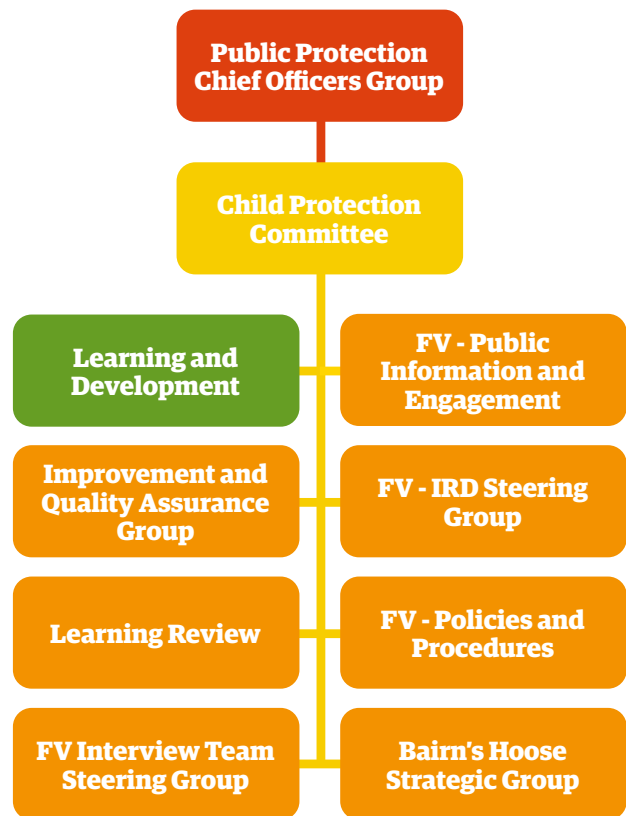 Public Protection
Chief Officers Group
Child Protection
Committee
Learning and
Development
FV - Public
Information and
Engagement
Improvement and
Quality Assurance
Group
FV - IRD Steering
Group
Learning Review
FV - Policies and
Procedures
FV Interview Team
Steering Group
Bairn’s Hoose
Strategic Group